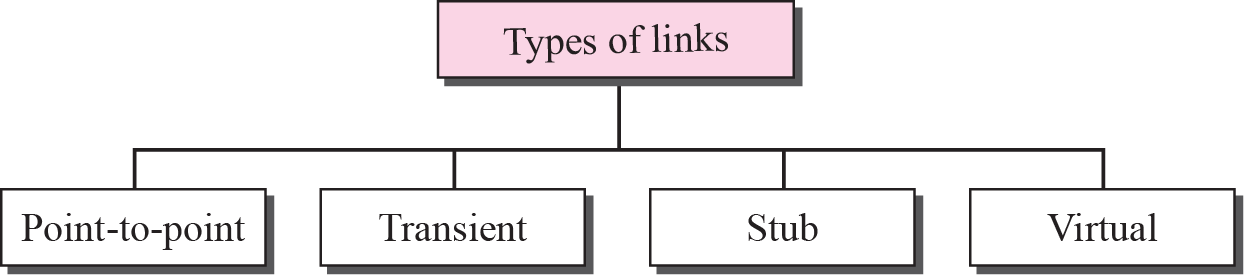 Types of links
Point-to-point
Transient
Stub
Virtual